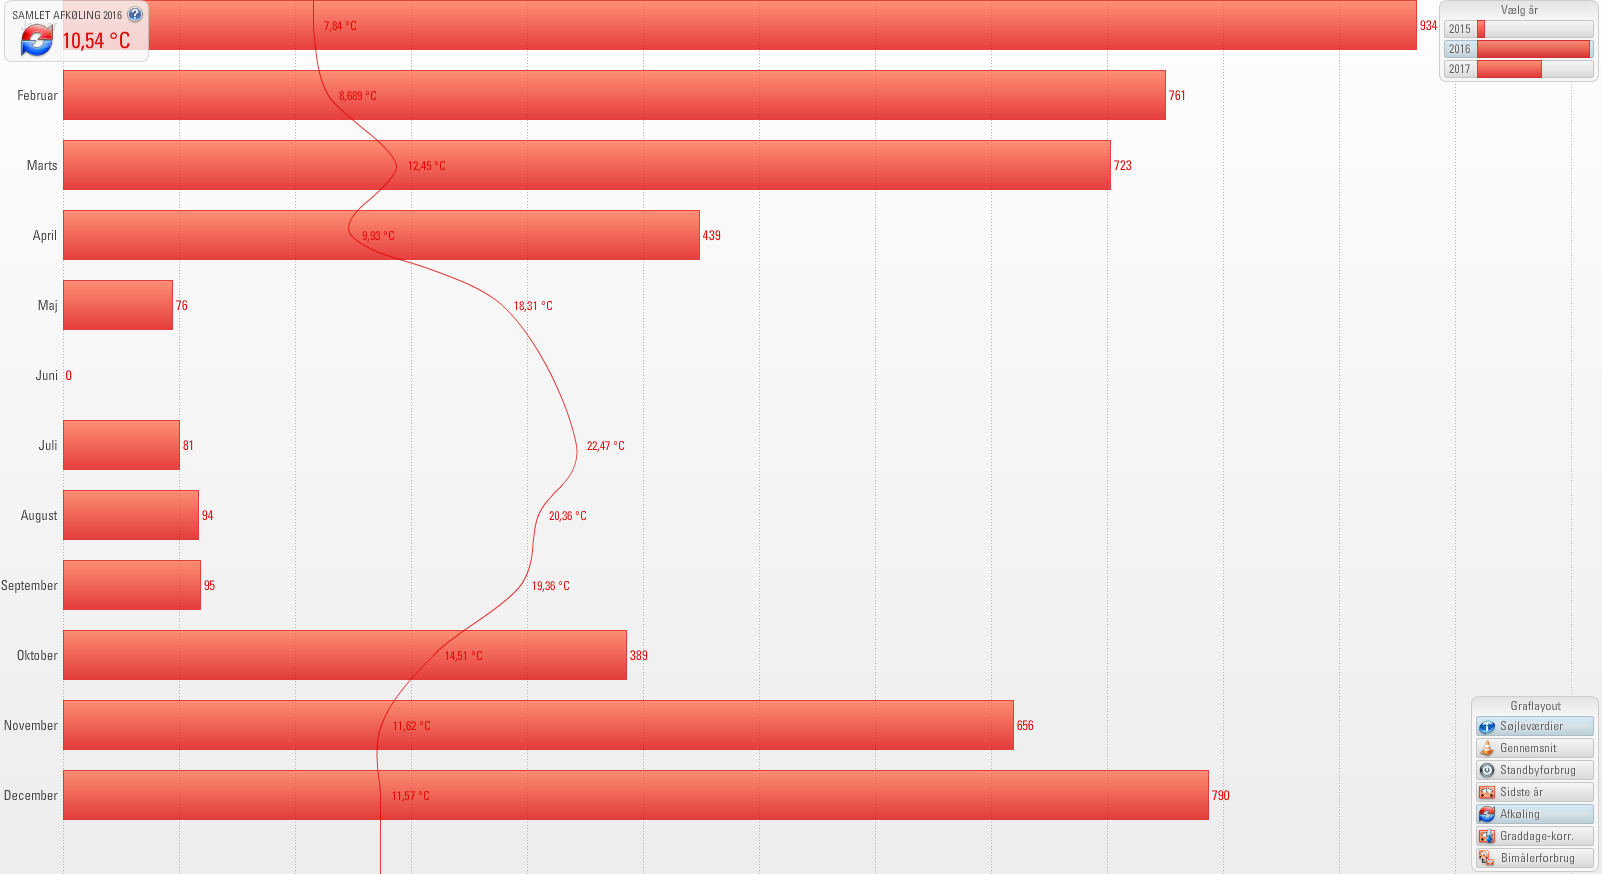 SAMLET AFKØLING 2016
10,54 °C
7,84 °C
934
Vælg år
2015
2016
2017
Februar
8,689 °C
761
Marts
12,45 °C
723
April
9,93 °C
439
Maj
18,31 °C
76
Juni
0
Juli
81
22,47 °C
August
94
20,36 °C
September
95
19,36 °C
Oktober
14,51 °C
389
November
11,62 °C
656
December
11,57 °C
790
Graflayout
Søjleværdier
Gennemsnit
Standbyforbrug
Sidste år
Afkøling
Graddage-korr.
Bimålerforbrug